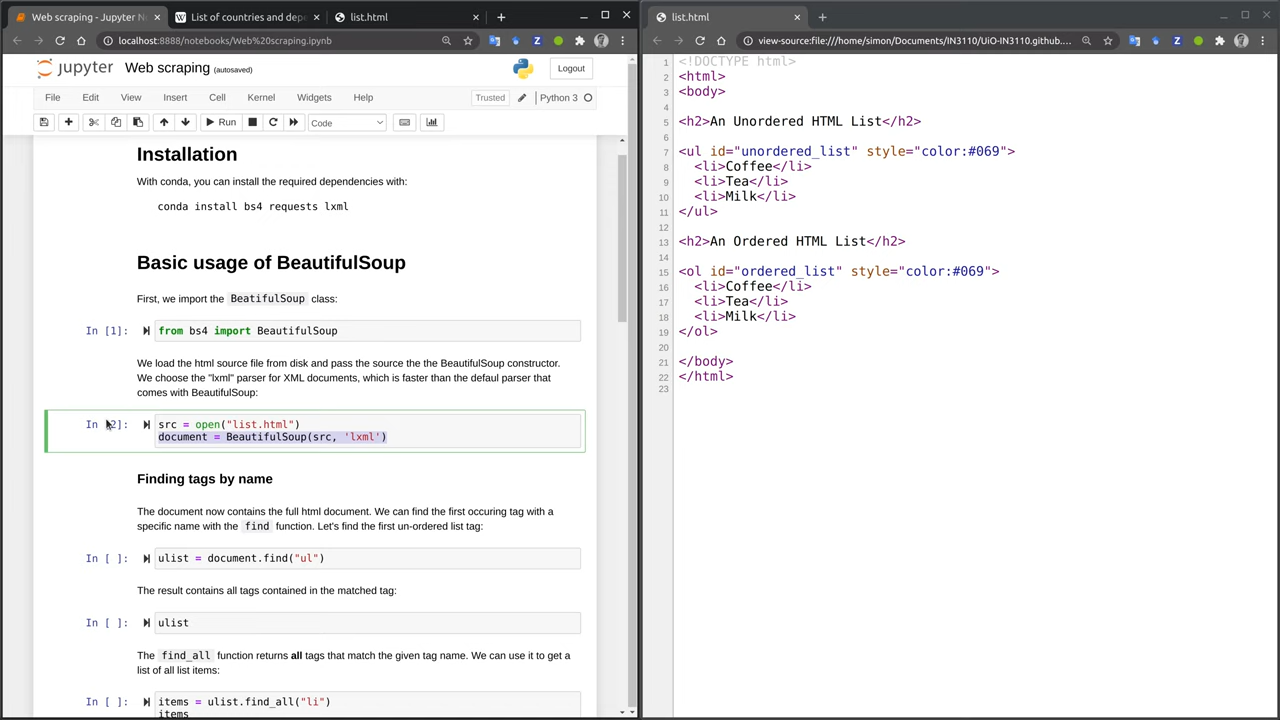 Web scraping - Jupyter N
List of countries and depe
list.html
localhost:8888/notebooks/Web%20scraping.ipynb
jupyter Web scraping (autosaved)
Logout
File Edit View Insert Cell Kernel Widgets Help
Trusted
Python 3
Run
Code
Installation
With conda, you can install the required dependencies with:
conda install bs4 requests lxml
Basic usage of BeautifulSoup
First, we import the BeatifulSoup class:
In [1]: from bs4 import BeautifulSoup
We load the html source file from disk and pass the source the the BeautifulSoup constructor.
We choose the "lxml" parser for XML documents, which is faster than the defaul parser that
comes with BeautifulSoup:
In [2]: src = open("list.html")
document = BeautifulSoup(src, 'lxml')
Finding tags by name
The document now contains the full html document. We can find the first occuring tag with a
specific name with the find function. Let's find the first un-ordered list tag:
In [ ]: ulist = document.find("ul")
The result contains all tags contained in the matched tag:
In [ ]: ulist
The find_all function returns all tags that match the given tag name. We can use it to get a
list of all list items:
In [ ]: items = ulist.find_all("li")
items
list.html
view-source:file:///home/simon/Documents/IN3110/UiO-IN3110.github....
1 <!DOCTYPE html>
2 <html>
3 <body>
4
5 <h2>An Unordered HTML List</h2>
6
7 <ul id="unordered_list" style="color:#069">
8 <li>Coffee</li>
9 <li>Tea</li>
10 <li>Milk</li>
11 </ul>
12
13 <h2>An Ordered HTML List</h2>
14
15 <ol id="ordered_list" style="color:#069">
16 <li>Coffee</li>
17 <li>Tea</li>
18 <li>Milk</li>
19 </ol>
20
21 </body>
22 </html>
23